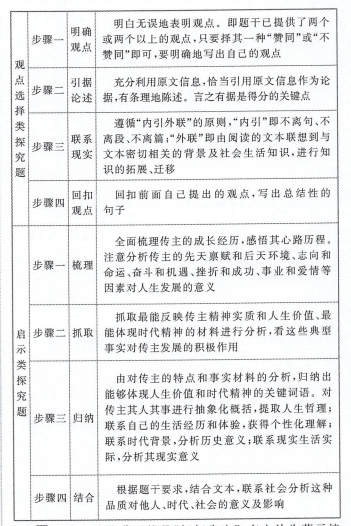 观点选择类探究题
步骤一
明确
观点
明白无误地表明观点。即题干已提供了两个
或两个以上的观点,只要择其一种“赞同”或“不
赞同”即可,要明确地写出自己的观点
步骤二
引据
论述
充分利用原文信息,恰当引用原文信息作为论
据,有条理地陈述。言之有据是得分的关键点
步骤三
联系
现实
遵循“内引外联”的原则,“内引”即不离句、不
离段、不离篇;“外联”即由阅读的文本联想到与
文本密切相关的背景及社会生活知识,进行知
识的拓展、迁移
步骤四
回扣
观点
回扣前面自己提出的观点,写出总结性的
句子
启示类探究题
步骤一
梳理
全面梳理传主的成长经历,感悟其心路历程。
注意分析传主的先天禀赋和后天环境、志向和
命运、奋斗和机遇、挫折和成功、事业和爱情等
因素对人生发展的意义
步骤二
抓取
抓取最能反映传主精神实质和人生价值、最
能体现时代精神的材料进行分析,看这些典型
事实对传主发展的积极作用
步骤三
归纳
由对传主的特点和事实材料的分析,归纳出
能够体现人生价值和时代精神的关键词语。对
传主其人其事进行抽象化概括,提取人生哲理;
联系自己的生活经历和体验,获得个性化理解;
联系时代背景,分析历史意义;联系现实生活实
际,分析其现实意义
步骤四
结合
根据题干要求,结合文本,联系社会分析这种
品质对他人、时代、社会的意义及影响